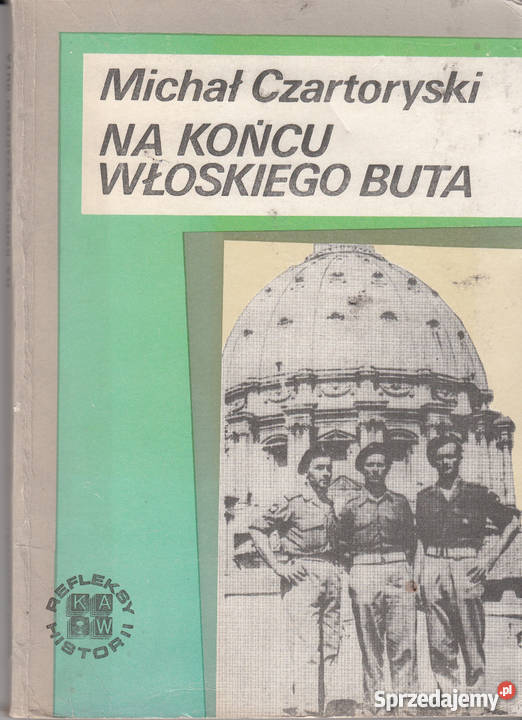 Michał Czartoryski
NA KOŃCU
WŁOSKIEGO BUTA
REFLEKSY
KAW
HISTORII
Sprzedajemy.pl